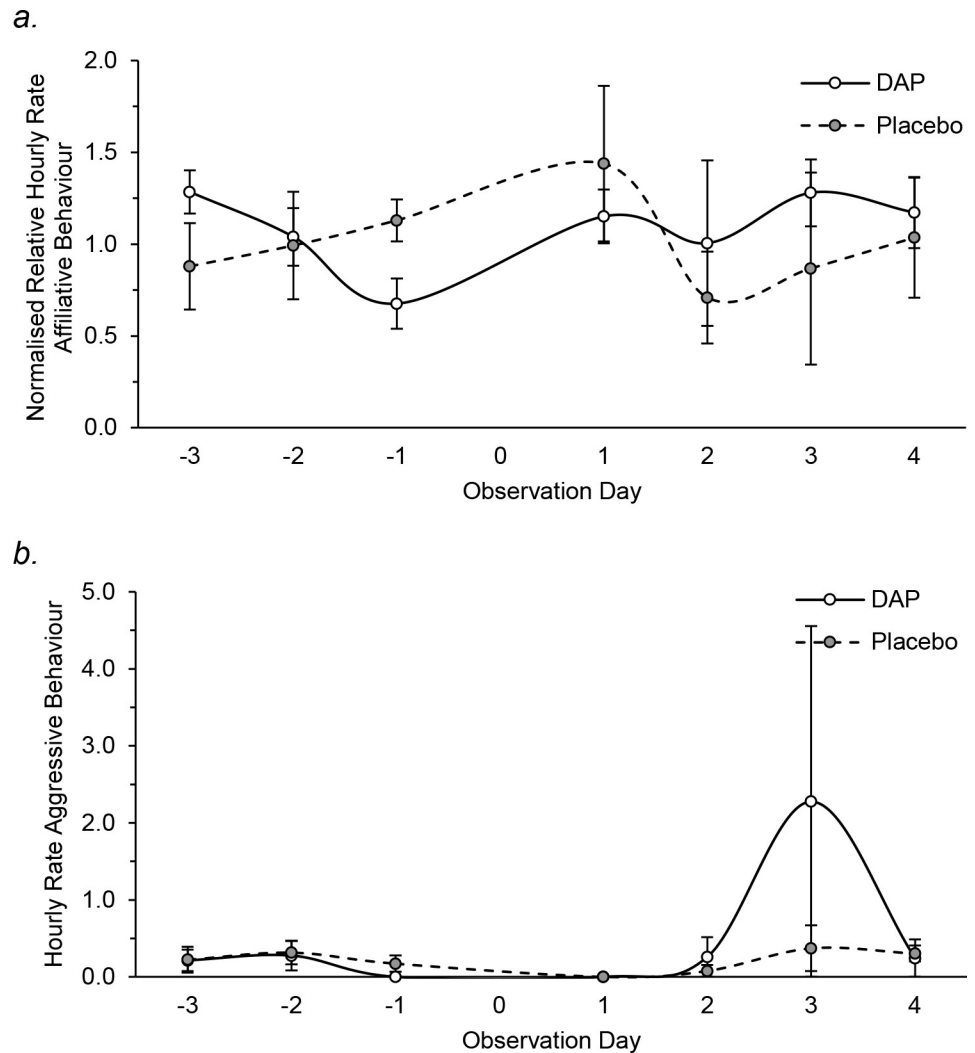 a.
Normalised Relative Hourly Rate
Affiliative Behaviour
2.0
1.5
1.0
0.5
0.0
DAP
Placebo
-3 -2 -1 0 1 2 3 4
Observation Day
b.
Hourly Rate Aggressive Behaviour
5.0
4.0
3.0
2.0
1.0
0.0
DAP
Placebo
-3 -2 -1 0 1 2 3 4
Observation Day